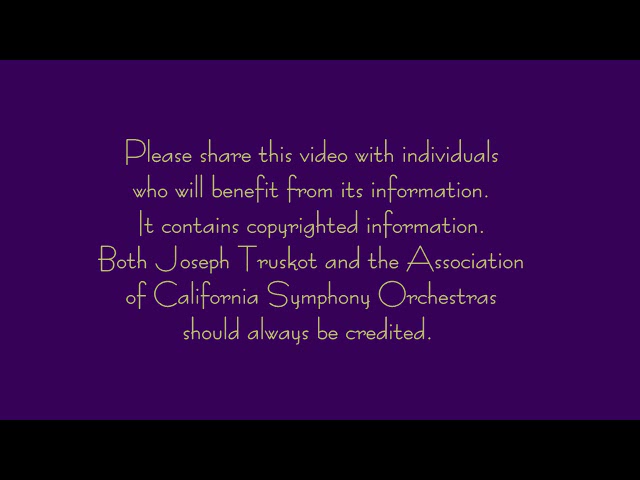 Please share this video with individuals
who will benefit from its information.
It contains copyrighted information.
Both Joseph Truskot and the Association
of California Symphony Orchestras
should always be credited.